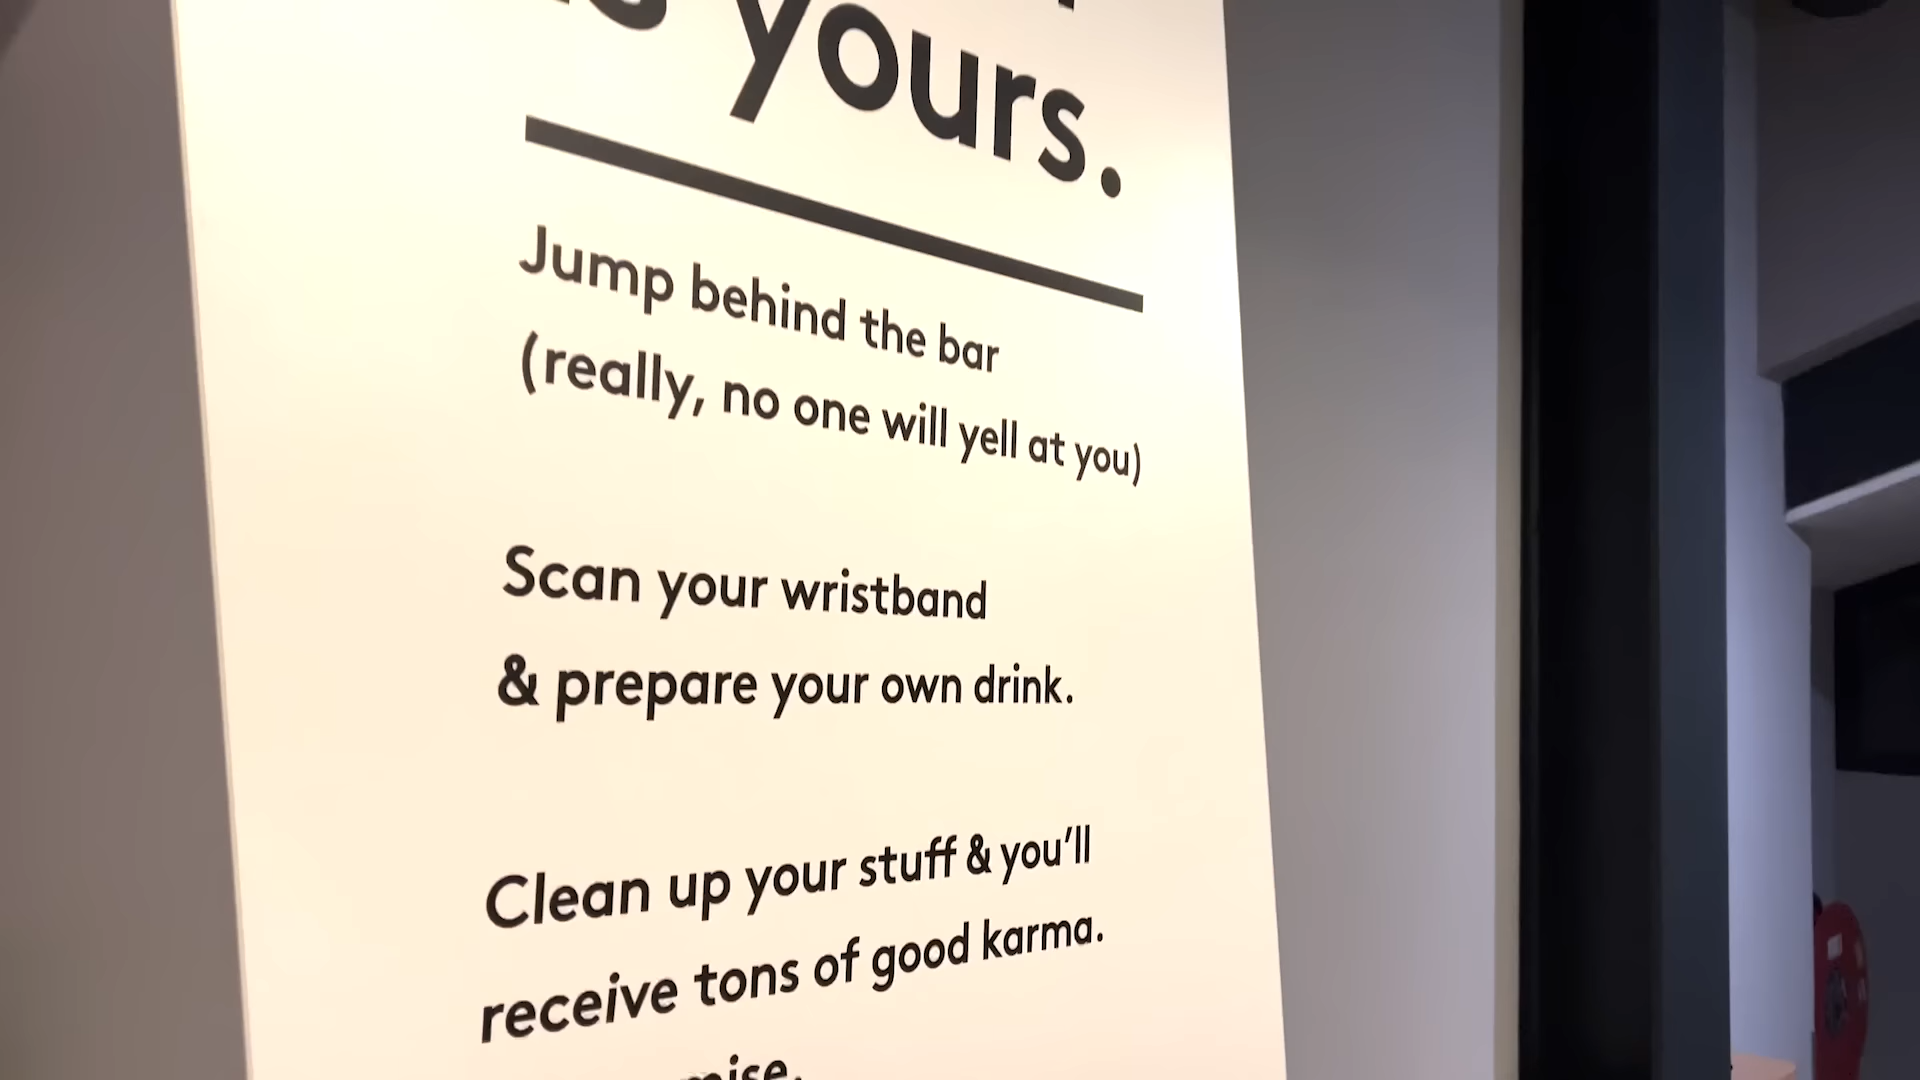 yours.
Jump behind the bar
(really, no one will yell at you)
Scan your wristband
& prepare your own drink.
Clean up your stuff & you'll
receive tons of good karma.